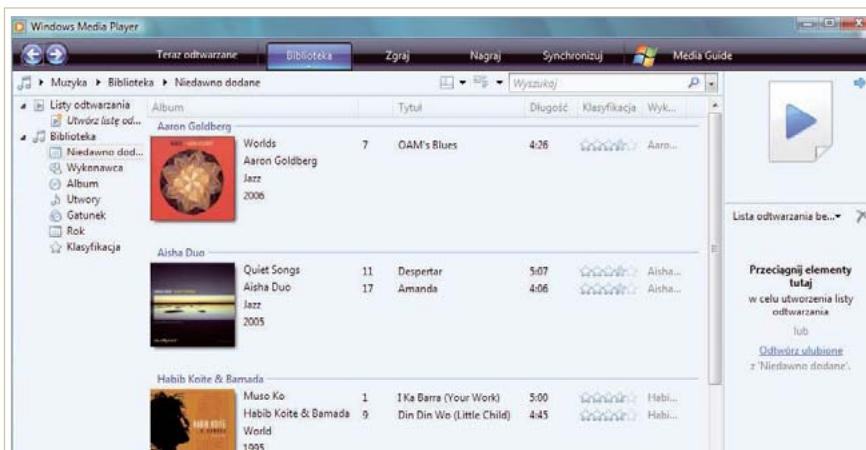 Windows Media Player
Teraz odtwarzane Biblioteka Zgraj Nagraj Synchronizuj Media Guide
Muzyka Biblioteka Niedawno dodane Wyszukaj
Listy odtwarzania
Utwórz listę od...
Biblioteka
Niedawno dod...
Wykonawca
Album
Utwory
Gatunek
Rok
Klasyfikacja
Album Tytuł Długość Klasyfikacja Wyk...
Aaron Goldberg
Worlds 7 OAM's Blues 4:26 Aaro...
Aaron Goldberg
Jazz
2006
Aisha Duo
Quiet Songs 11 Despertar 5:07 Aisha...
Aisha Duo 17 Amanda 4:06 Aisha...
Jazz
2005
Habib Koite & Bamada
Muso Ko 1 I Ka Barra (Your Work) 5:00 Habi...
Habib Koite & Bamada 9 Din Din Wo (Little Child) 4:45 Habi...
World
1995
HABIB KOITE
Lista odtwarzania be...
Przeciągnij elementy
tutaj
w celu utworzenia listy
odtwarzania
lub
Odtwórz ulubione
z 'Niedawno dodane'.